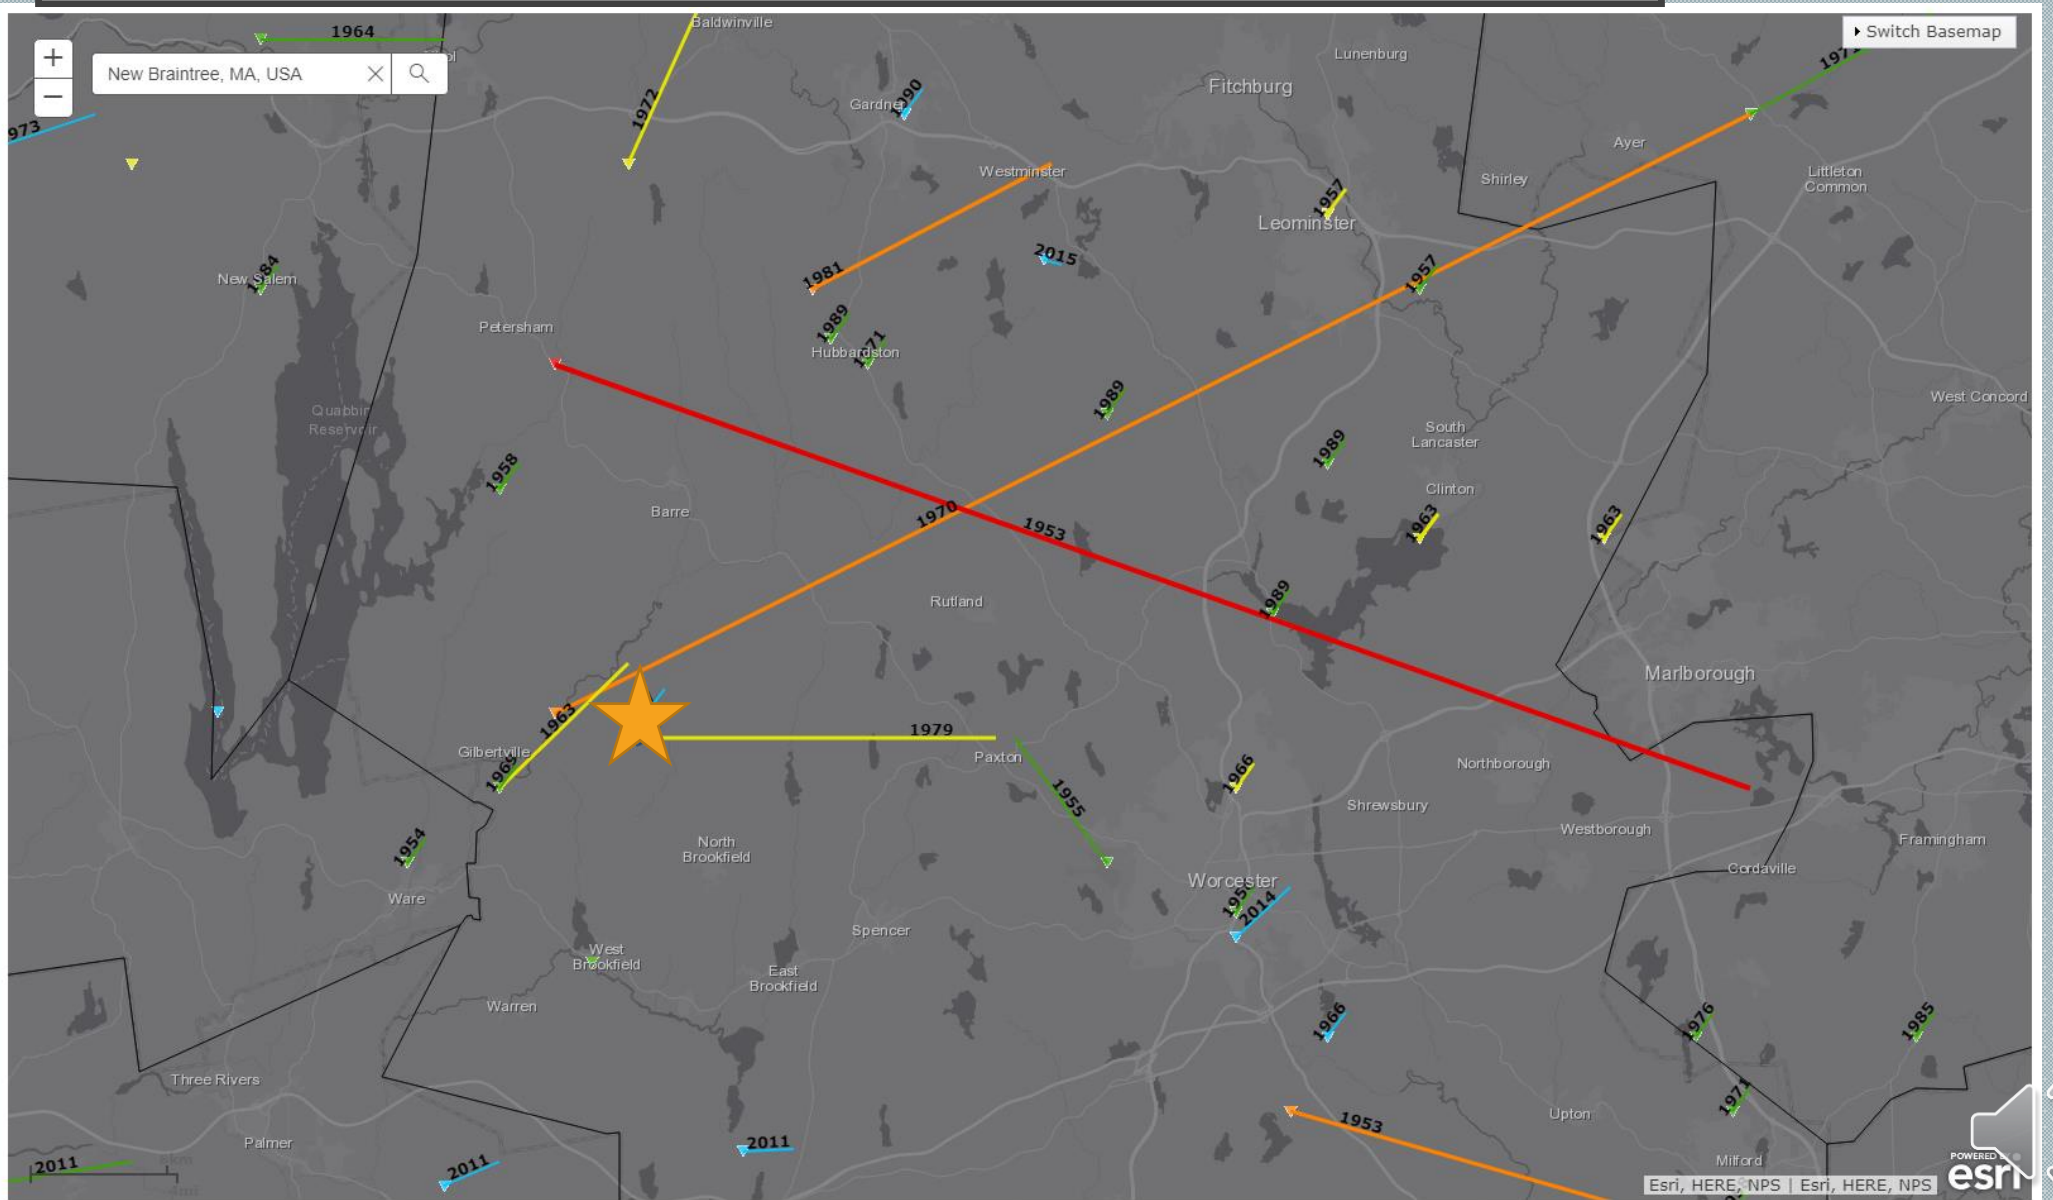 1964
Baldwinville
Switch Basemap
+
New Braintree, MA, USA
−
1972
Gardner
Fitchburg
Lunenburg
973
Ayer
Westminster
Shirley
Littleton
Common
1957
Leominster
2015
New Salem
1981
1957
Petersham
1989
Hubbardston
1989
West Concord
Quabbin
Reservoir
South
Lancaster
1989
1958
Clinton
Barre
1970
1953
1963
1963
Rutland
1989
Marlborough
1963
1979
Gilbertville
Paxton
Northborough
1966
1955
Shrewsbury
Westborough
1954
North
Brookfield
Framingham
Cordaville
Worcester
Ware
2014
Spencer
West
Brookfield
East
Brookfield
Warren
1966
1976
1985
Three Rivers
1971
1953
Upton
Palmer
2011
2011
2011
Milford
POWERED BY
esri
Esri, HERE, NPS | Esri, HERE, NPS